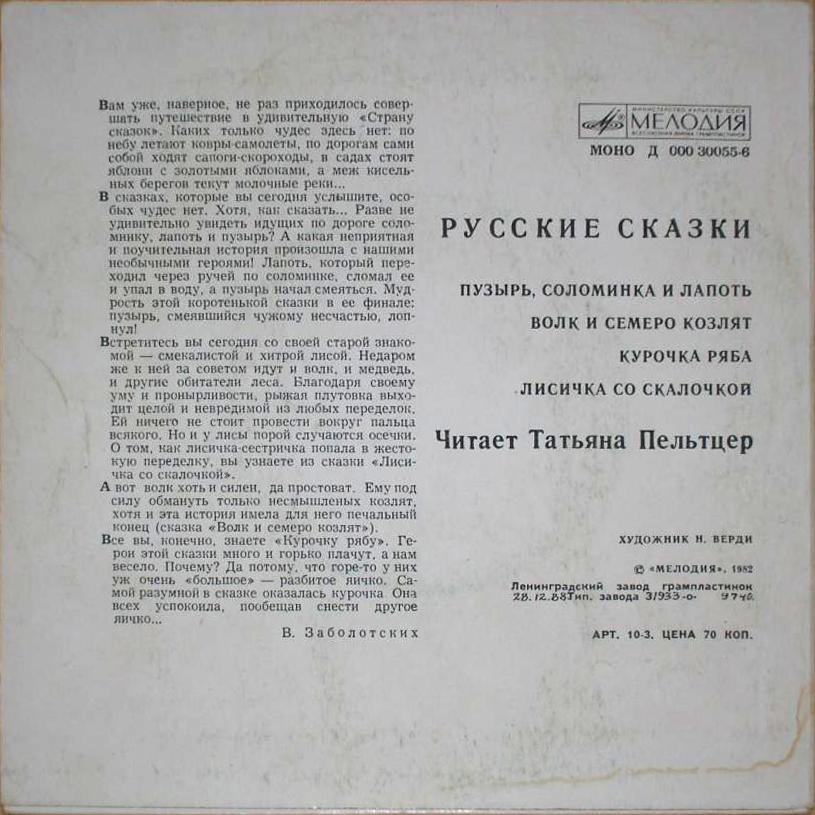 Вам уже, наверное, не раз приходилось совер-
шать путешествие в удивительную «Страну
сказок». Каких только чудес здесь нет: по
небу летают ковры-самолеты, по дорогам сами
собой ходят сапоги-скороходы, в садах стоят
яблони с золотыми яблоками, а меж кисель-
ных берегов текут молочные реки...
В сказках, которые вы сегодня услышите, осо-
бых чудес нет. Хотя, как сказать... Разве не
удивительно увидеть идущих по дороге соло-
минку, лапоть и пузырь? А какая неприятная
и поучительная история произошла с нашими
необычными героями! Лапоть, который пере-
ходил через ручей по соломинке, сломал ее
и упал в воду, а пузырь начал смеяться. Муд-
рость этой коротенькой сказки в ее финале:
пузырь, смеявшийся чужому несчастью, лоп-
нул!
Встретитесь вы сегодня со своей старой знако-
мой — смекалистой и хитрой лисой. Недаром
же к ней за советом идут и волк, и медведь,
и другие обитатели леса. Благодаря своему
уму и пронырливости, рыжая плутовка выхо-
дит целой и невредимой из любых переделок.
Ей ничего не стоит провести вокруг пальца
всякого. Но и у лисы порой случаются осечки.
О том, как лисичка-сестричка попала в жесто-
кую переделку, вы узнаете из сказки «Лиси-
чка со скалочкой».
А вот волк хоть и силен, да простоват. Ему под
силу обмануть только несмышленых козлят,
хотя и эта история имела для него печальный
конец (сказка «Волк и семеро козлят»).
Все вы, конечно, знаете «Курочку рябу». Ге-
рои этой сказки много и горько плачут, а нам
весело. Почему? Да потому, что горе-то у них
уж очень «большое» — разбитое яичко. Са-
мой разумной в сказке оказалась курочка. Она
всех успокоила, пообещав снести другое
яичко...
В. Заболотских
МИНИСТЕРСТВО КУЛЬТУРЫ СССР
МЕЛОДИЯ
ВСЕСОЮЗНАЯ ФИРМА ГРАМПЛАСТИНОК
МОНО Д 000 30055-6
РУССКИЕ СКАЗКИ
ПУЗЫРЬ, СОЛОМИНКА И ЛАПОТЬ
ВОЛК И СЕМЕРО КОЗЛЯТ
КУРОЧКА РЯБА
ЛИСИЧКА СО СКАЛОЧКОЙ
Читает Татьяна Пельтцер
ХУДОЖНИК Н. ВЕРДИ
℗ «МЕЛОДИЯ», 1982
Ленинградский завод грампластинок
28.12.88 Тип. завода З/933-о- 9740.
АРТ. 10-3. ЦЕНА 70 КОП.